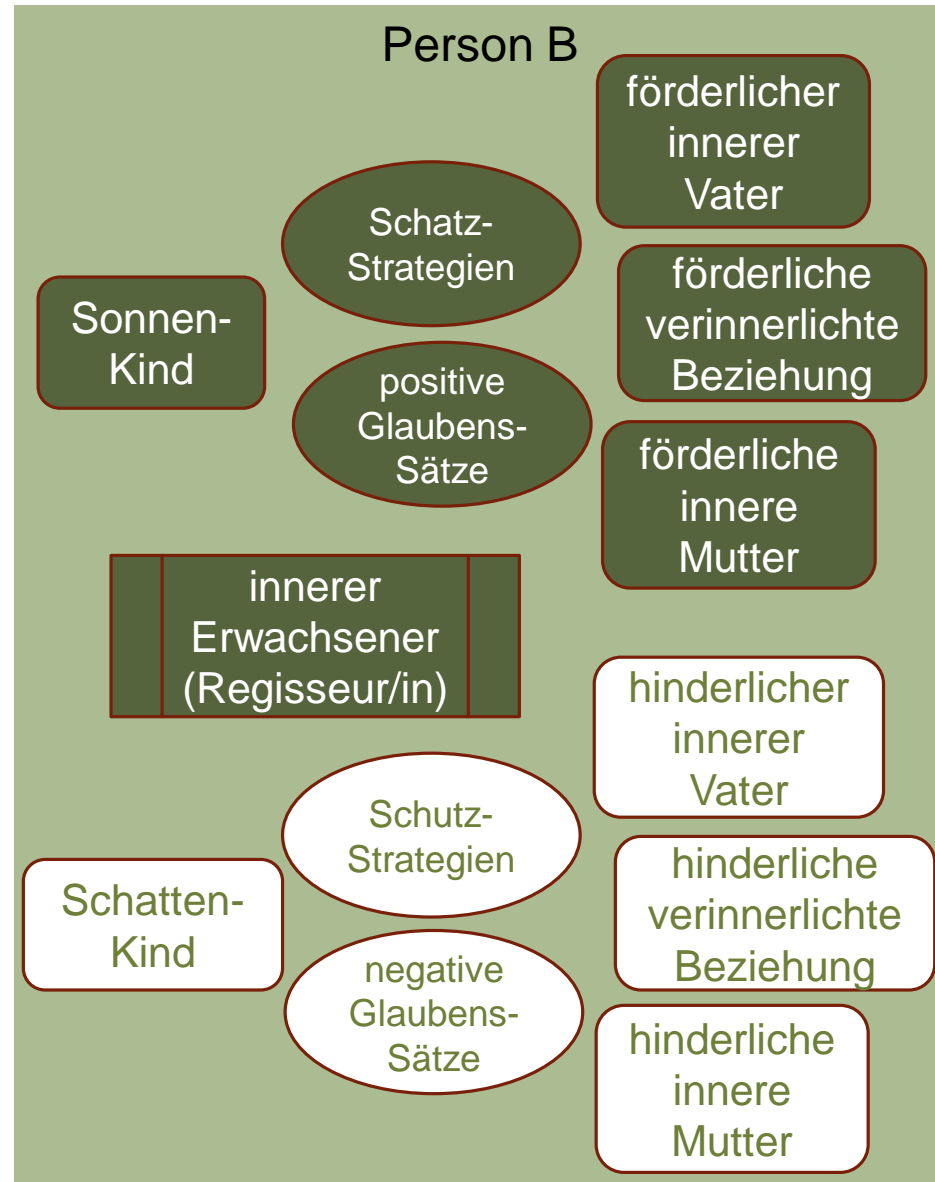 Person B
förderlicher
innerer
Vater
Schatz-
Strategien
förderliche
verinnerlichte
Beziehung
Sonnen-
Kind
positive
Glaubens-
Sätze
förderliche
innere
Mutter
innerer
Erwachsener
(Regisseur/in)
hinderlicher
innerer
Vater
Schutz-
Strategien
hinderliche
verinnerlichte
Beziehung
Schatten-
Kind
negative
Glaubens-
Sätze
hinderliche
innere
Mutter